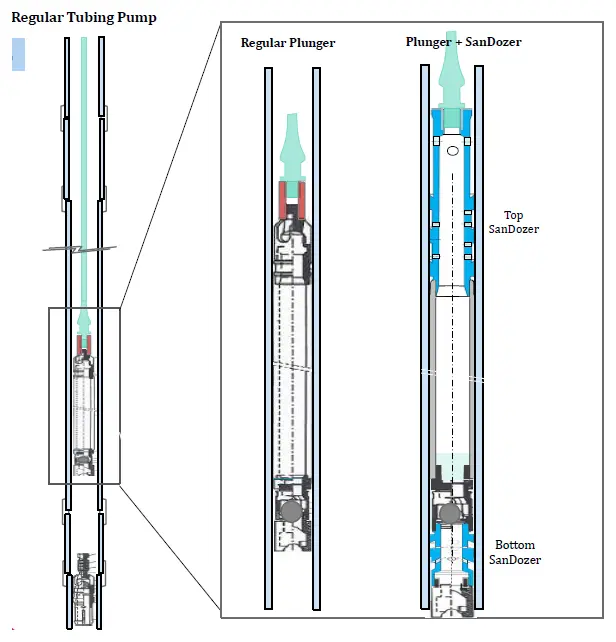 Regular Tubing Pump
Regular Plunger
Plunger + SanDozer
Top
SanDozer
Bottom
SanDozer